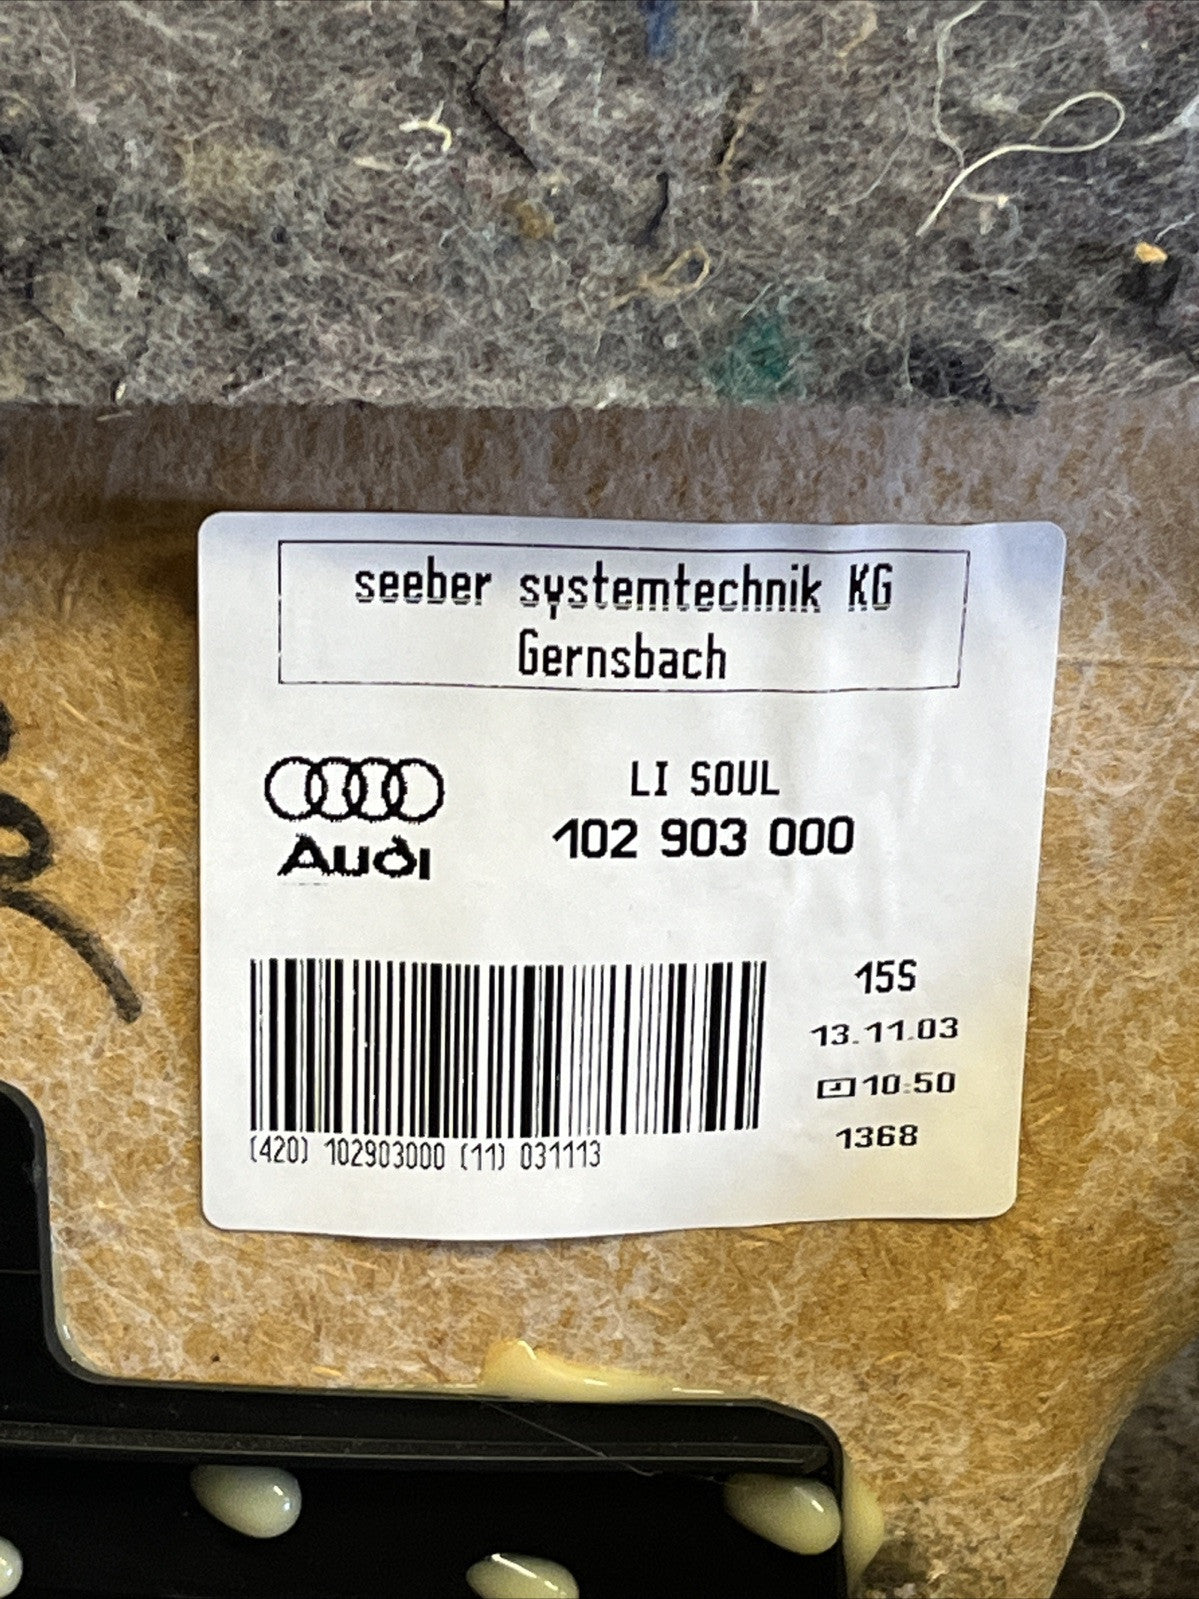 seeber systemtechnik KG
Gernsbach
Audi
LI SOUL
102 903 000
15S
13.11.03
10:50
1368
(420) 102903000 (11) 031113